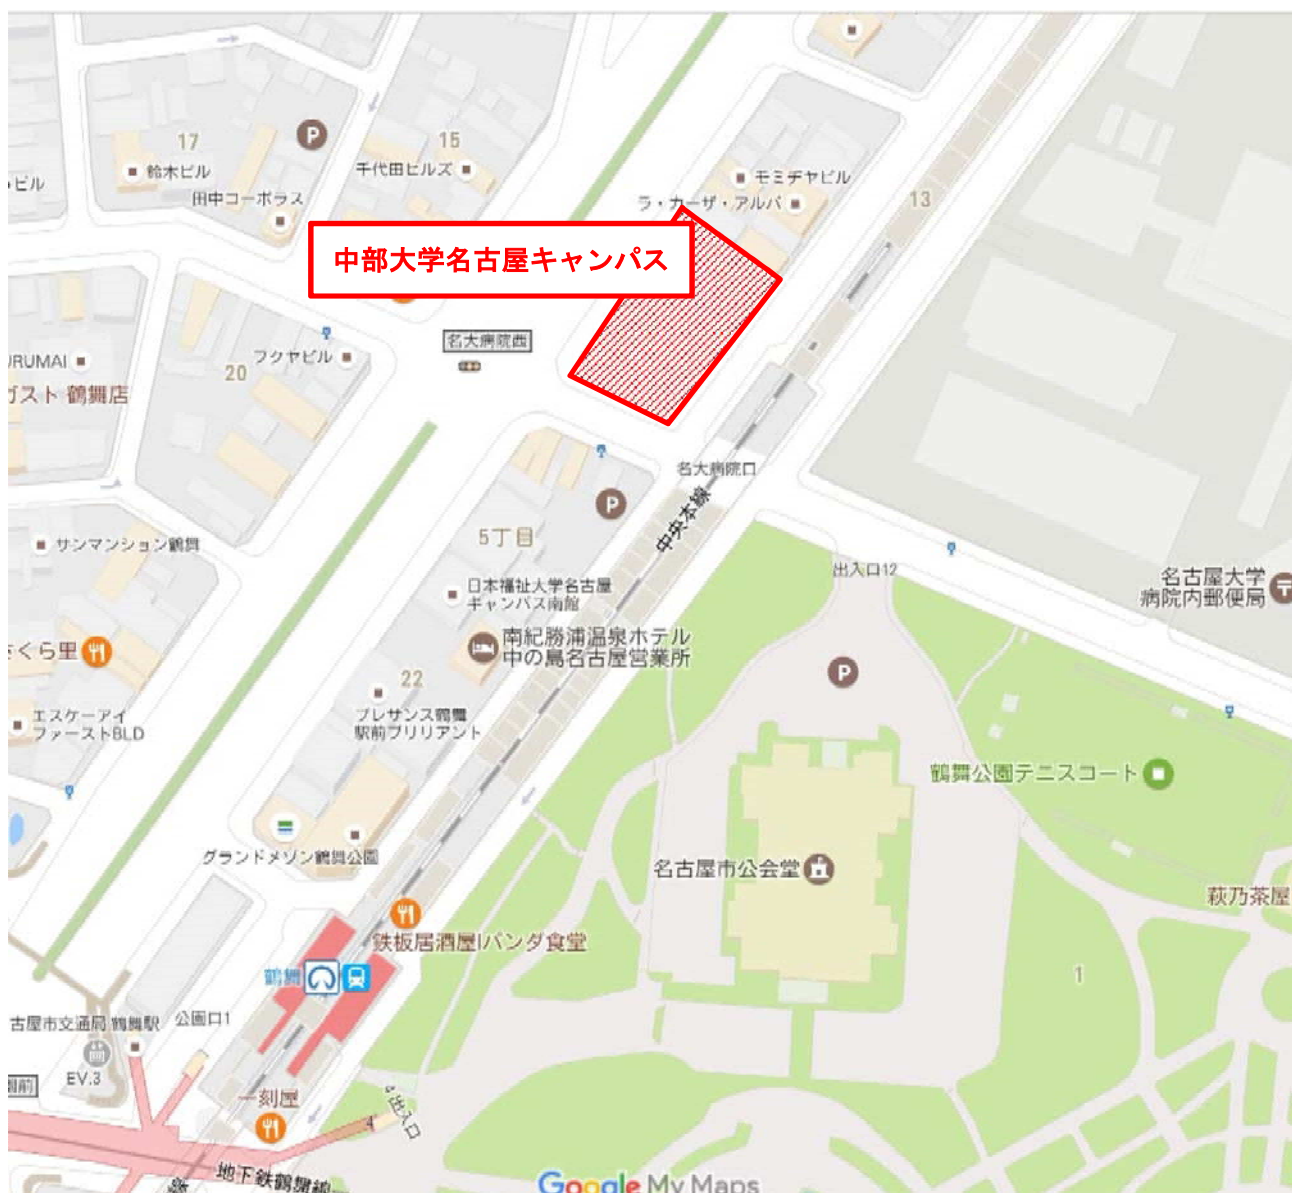 17
15
鈴木ビル
千代田ヒルズ
ビル
田中コーポラス
モミヂヤビル
ラ・カーザ・アルバ
13
中部大学名古屋キャンパス
名大病院西
フクヤビル
20
RUMAI
ガスト 鶴舞店
名大病院口
中央本線
サンマンション鶴舞
5丁目
出入口12
名古屋大学
病院内郵便局
日本福祉大学名古屋
キャンパス南館
南紀勝浦温泉ホテル
中の島名古屋営業所
くら里
22
プレサンス鶴舞
駅前ブリリアント
エスケーアイ
ファーストBLD
鶴舞公園テニスコート
グランドメゾン鶴舞公園
名古屋市公会堂
萩乃茶屋
鉄板居酒屋パンダ食堂
鶴舞
1
古屋市交通局 鶴舞駅
公園口1
EV.3
園前
一刻屋
4
4出入口
地下鉄鶴舞線
Google My Maps